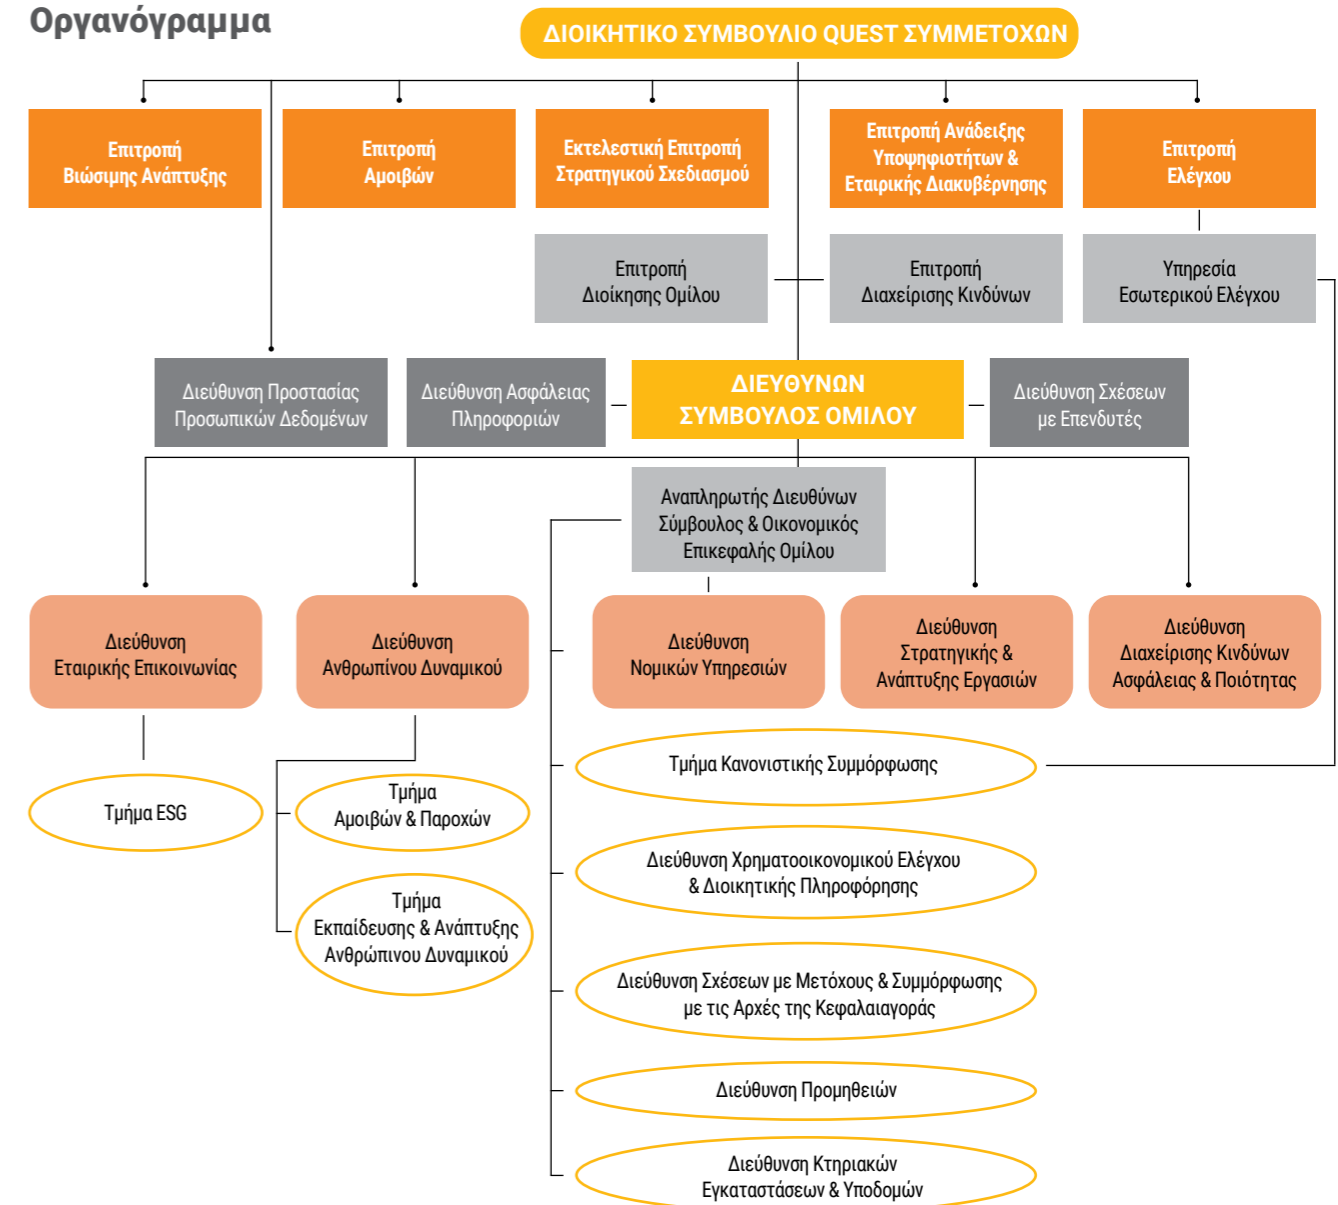 Οργανόγραμμα
ΔΙΟΙΚΗΤΙΚΟ ΣΥΜΒΟΥΛΙΟ QUEST ΣΥΜΜΕΤΟΧΩΝ
Επιτροπή
Βιώσιμης Ανάπτυξης
Επιτροπή
Αμοιβών
Εκτελεστική Επιτροπή
Στρατηγικού Σχεδιασμού
Επιτροπή Ανάδειξης
Υποψηφιοτήτων &
Εταιρικής Διακυβέρνησης
Επιτροπή
Ελέγχου
Επιτροπή
Διοίκησης Ομίλου
Επιτροπή
Διαχείρισης Κινδύνων
Υπηρεσία
Εσωτερικού Ελέγχου
Διεύθυνση Προστασίας
Προσωπικών Δεδομένων
Διεύθυνση Ασφάλειας
Πληροφοριών
ΔΙΕΥΘΥΝΩΝ
ΣΥΜΒΟΥΛΟΣ ΟΜΙΛΟΥ
Διεύθυνση Σχέσεων
με Επενδυτές
Αναπληρωτής Διευθύνων
Σύμβουλος & Οικονομικός
Επικεφαλής Ομίλου
Διεύθυνση
Εταιρικής Επικοινωνίας
Διεύθυνση
Ανθρωπίνου Δυναμικού
Διεύθυνση
Νομικών Υπηρεσιών
Διεύθυνση
Στρατηγικής &
Ανάπτυξης Εργασιών
Διεύθυνση
Διαχείρισης Κινδύνων
Ασφάλειας & Ποιότητας
Τμήμα ESG
Τμήμα
Αμοιβών & Παροχών
Τμήμα
Εκπαίδευσης & Ανάπτυξης
Ανθρώπινου Δυναμικού
Τμήμα Κανονιστικής Συμμόρφωσης
Διεύθυνση Χρηματοοικονομικού Ελέγχου
& Διοικητικής Πληροφόρησης
Διεύθυνση Σχέσεων με Μετόχους & Συμμόρφωσης
με τις Αρχές της Κεφαλαιαγοράς
Διεύθυνση Προμηθειών
Διεύθυνση Κτηριακών
Εγκαταστάσεων & Υποδομών